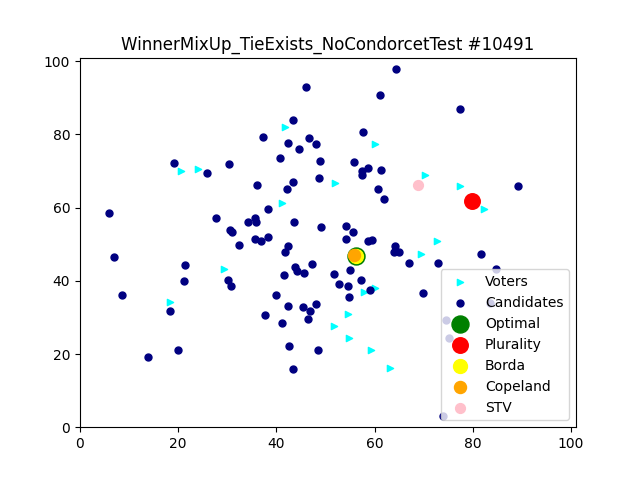 WinnerMixUp_TieExists_NoCondorcetTest #10491
100
80
60
40
20
0
0 20 40 60 80 100
Voters
Candidates
Optimal
Plurality
Borda
Copeland
STV